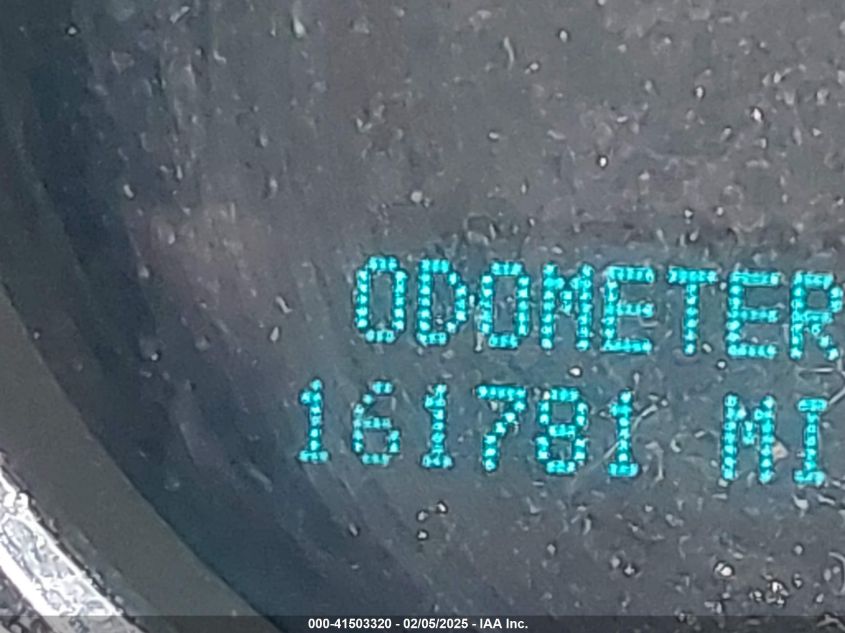 ODOMETER
161781 MI
000-41503320 - 02/05/2025 - IAA Inc.